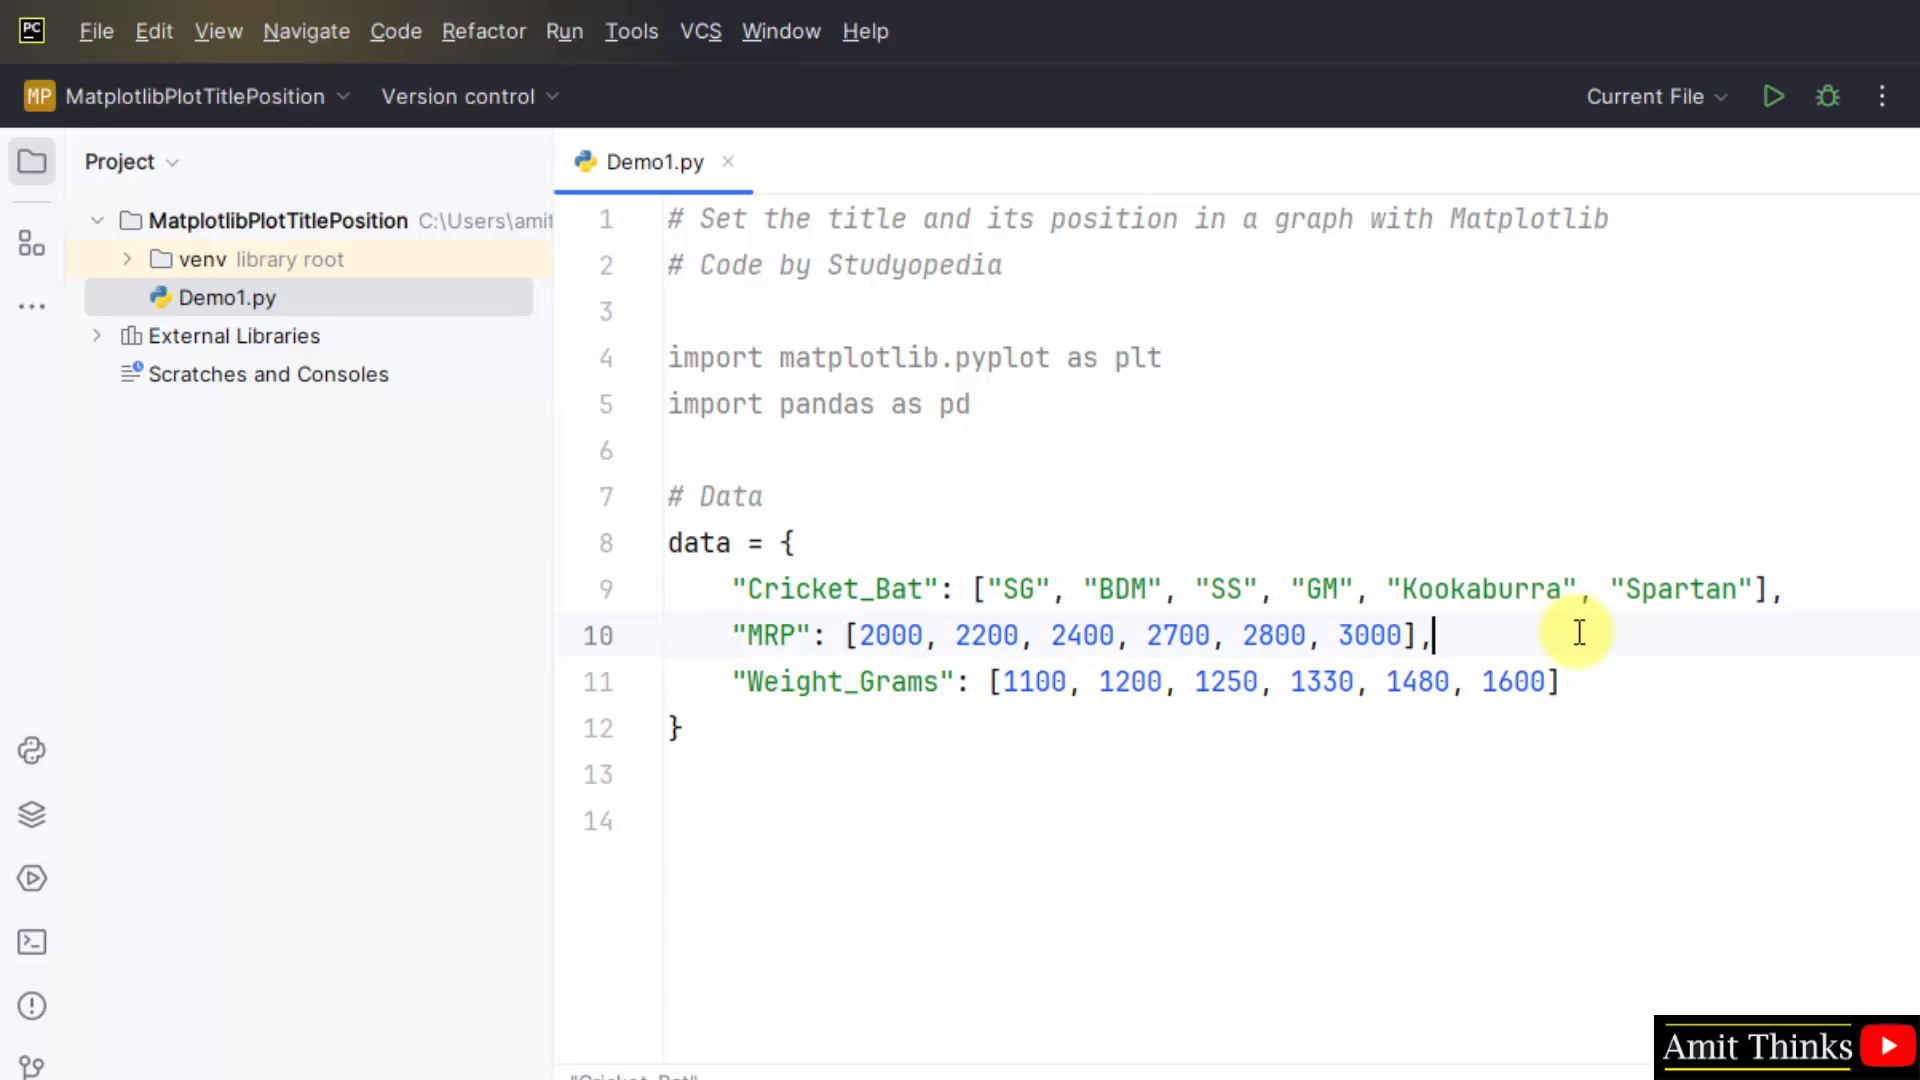 PC File Edit View Navigate Code Refactor Run Tools VCS Window Help
MP MatplotlibPlotTitlePosition Version control Current File
Project
MatplotlibPlotTitlePosition C:\Users\amit
venv library root
Demo1.py
External Libraries
Scratches and Consoles
Demo1.py
1 # Set the title and its position in a graph with Matplotlib
2 # Code by Studyopedia
3
4 import matplotlib.pyplot as plt
5 import pandas as pd
6
7 # Data
8 data = {
9 "Cricket_Bat": ["SG", "BDM", "SS", "GM", "Kookaburra", "Spartan"],
10 "MRP": [2000, 2200, 2400, 2700, 2800, 3000],
11 "Weight_Grams": [1100, 1200, 1250, 1330, 1480, 1600]
12 }
13
14
"Cricket_Bat"
Amit Thinks